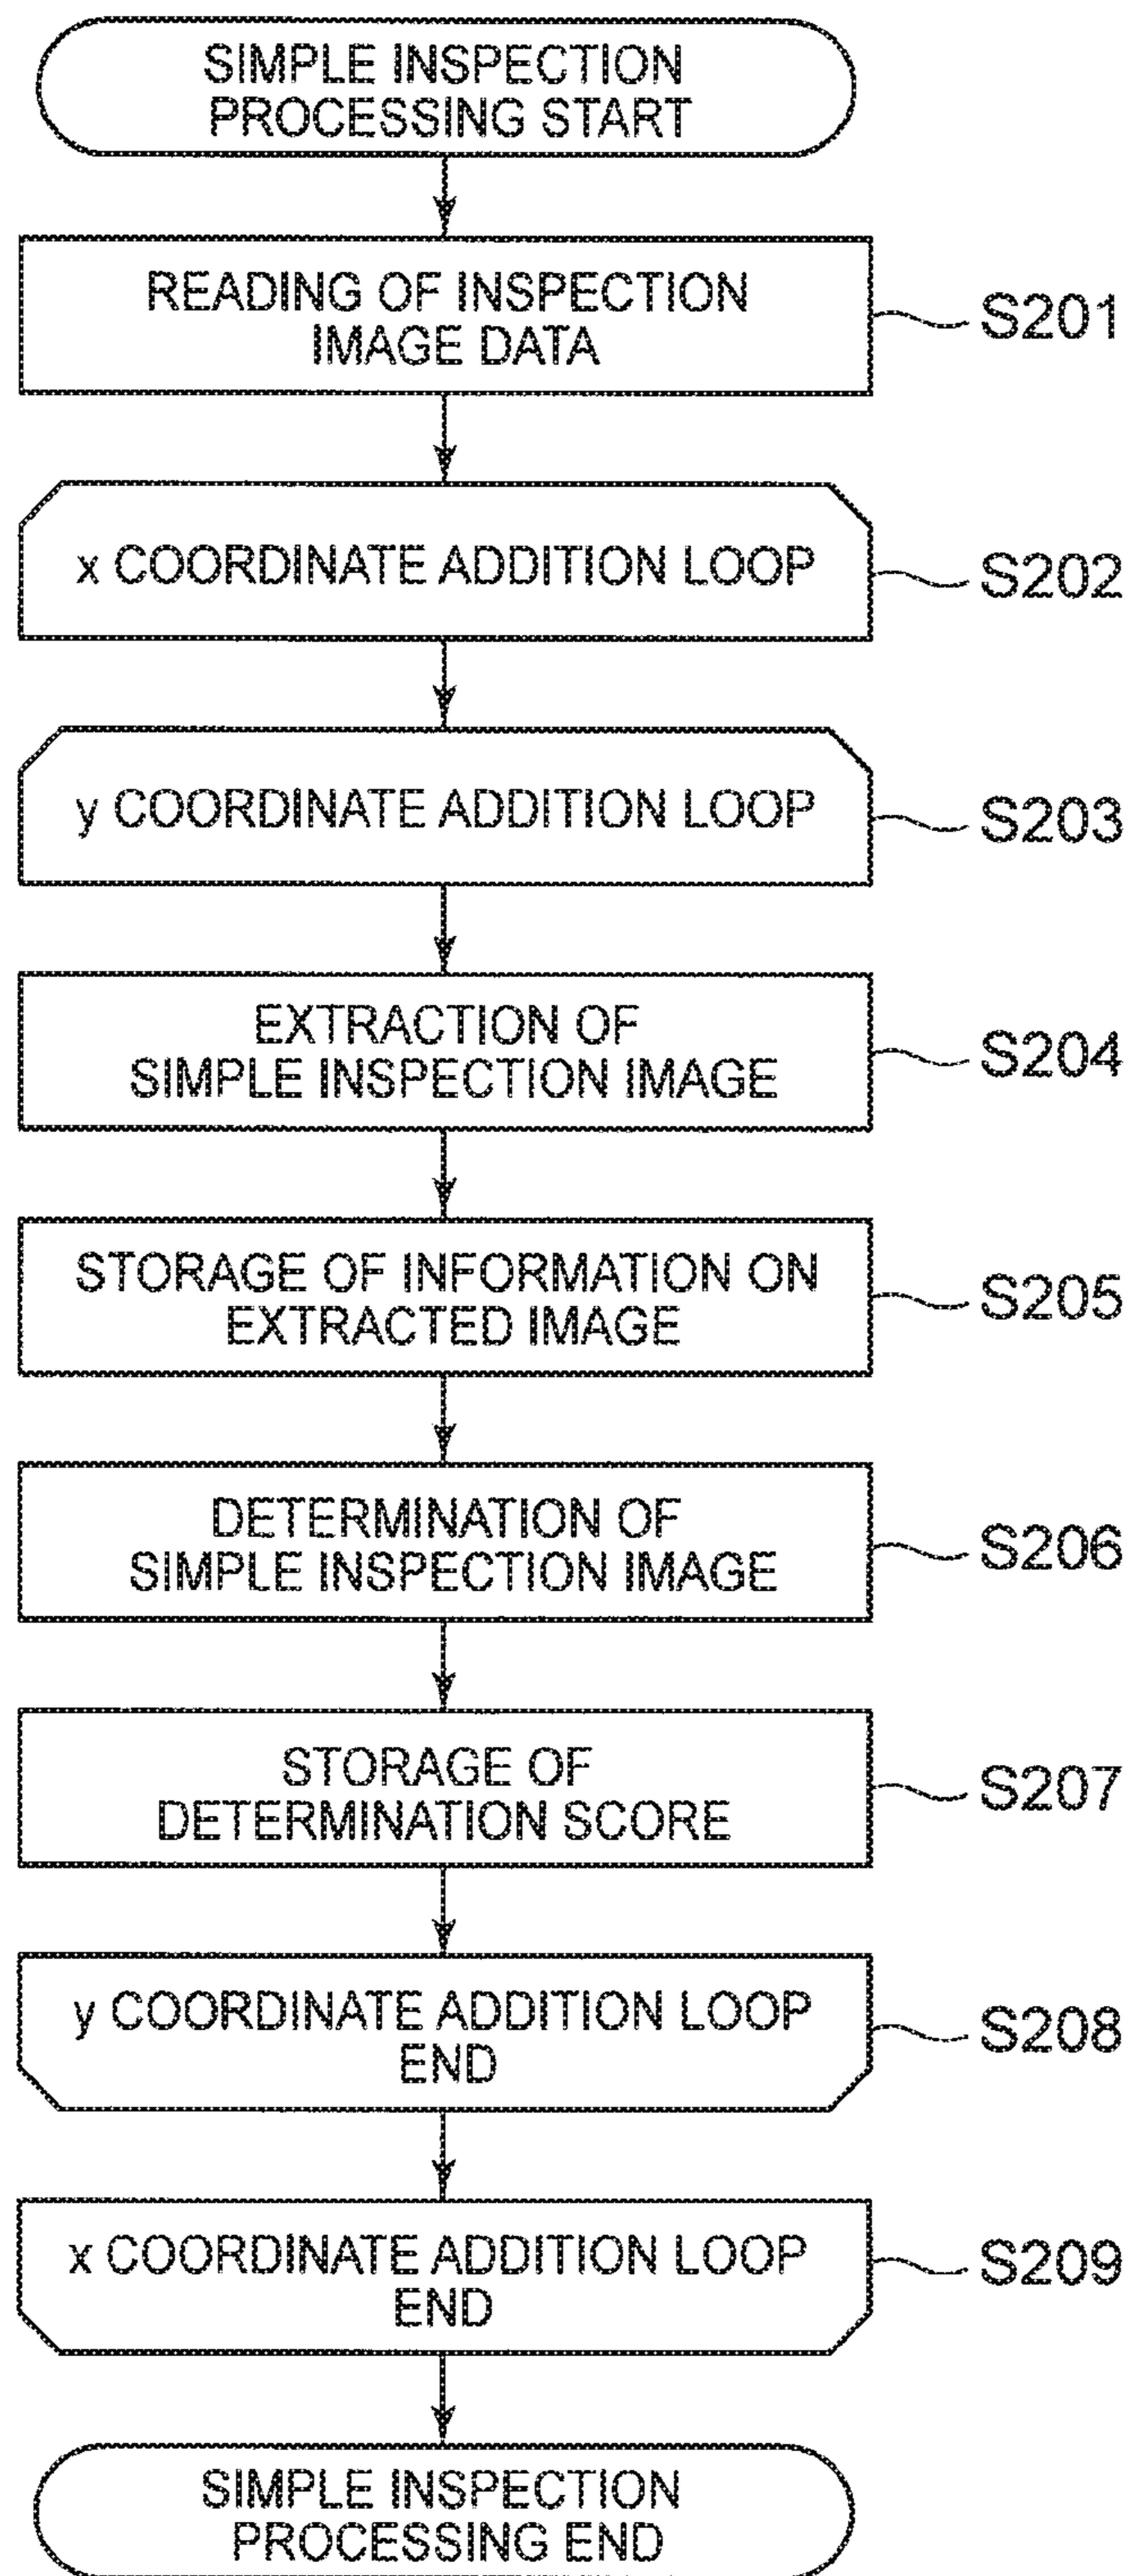 SIMPLE INSPECTION
PROCESSING START
READING OF INSPECTION
IMAGE DATA
S201
x COORDINATE ADDITION LOOP
S202
y COORDINATE ADDITION LOOP
S203
EXTRACTION OF
SIMPLE INSPECTION IMAGE
S204
STORAGE OF INFORMATION ON
EXTRACTED IMAGE
S205
DETERMINATION OF
SIMPLE INSPECTION IMAGE
S206
STORAGE OF
DETERMINATION SCORE
S207
y COORDINATE ADDITION LOOP
END
S208
x COORDINATE ADDITION LOOP
END
S209
SIMPLE INSPECTION
PROCESSING END